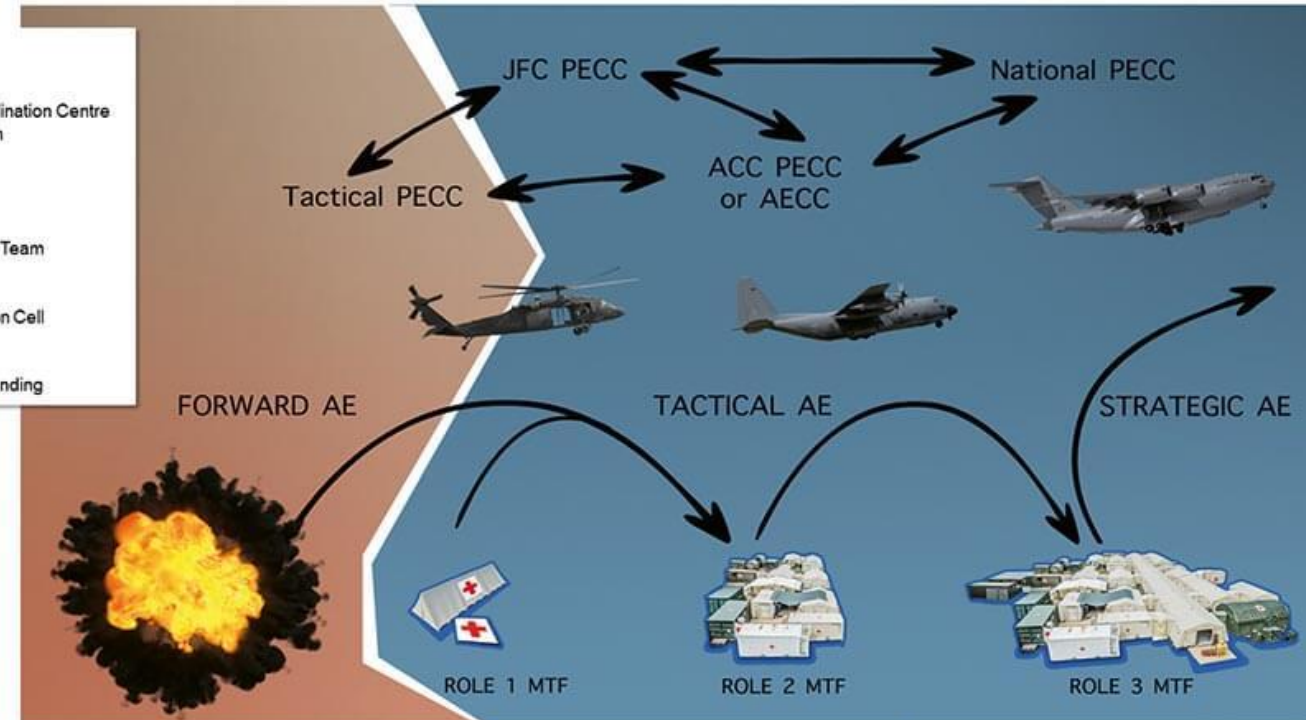 ination Centre
Team
n Cell
nding
JFC PECC
National PECC
Tactical PECC
ACC PECC
or AECC
FORWARD AE
TACTICAL AE
STRATEGIC AE
ROLE 1 MTF
ROLE 2 MTF
ROLE 3 MTF